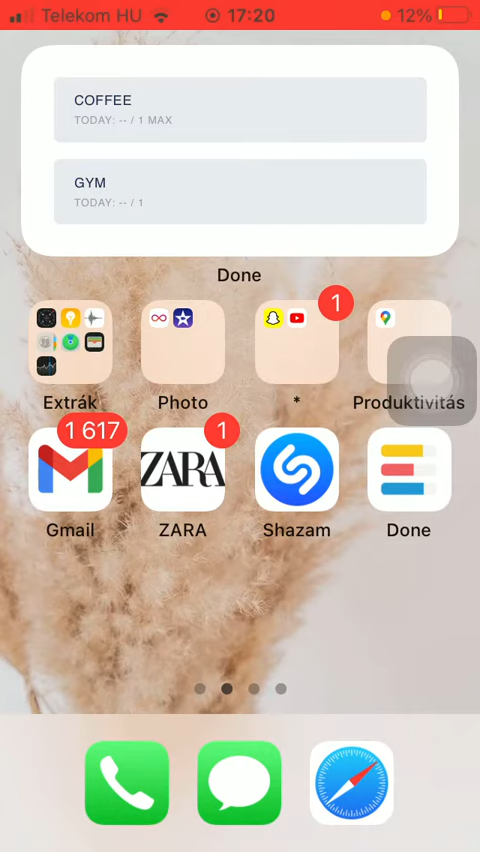 Telekom HU 17:20 12%
COFFEE
TODAY: -- / 1 MAX
GYM
TODAY: -- / 1
Done
1
Extrák Photo * Produktivitás
1 617 1
ZARA
Gmail ZARA Shazam Done